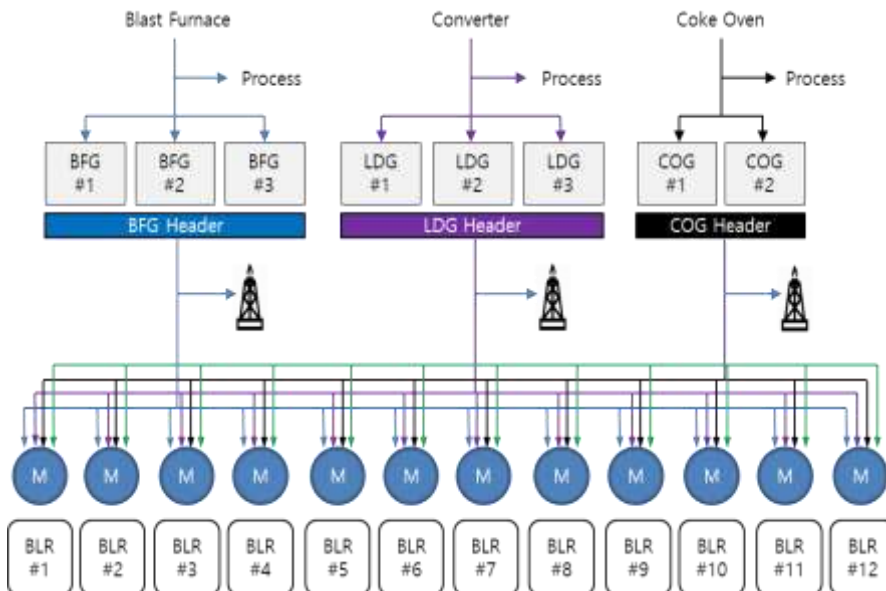 Blast Furnace
Converter
Coke Oven
Process
Process
Process
BFG
#1
BFG
#2
BFG
#3
LDG
#1
LDG
#2
LDG
#3
COG
#1
COG
#2
BFG Header
LDG Header
COG Header
M
M
M
M
M
M
M
M
M
M
M
M
BLR
#1
BLR
#2
BLR
#3
BLR
#4
BLR
#5
BLR
#6
BLR
#7
BLR
#8
BLR
#9
BLR
#10
BLR
#11
BLR
#12